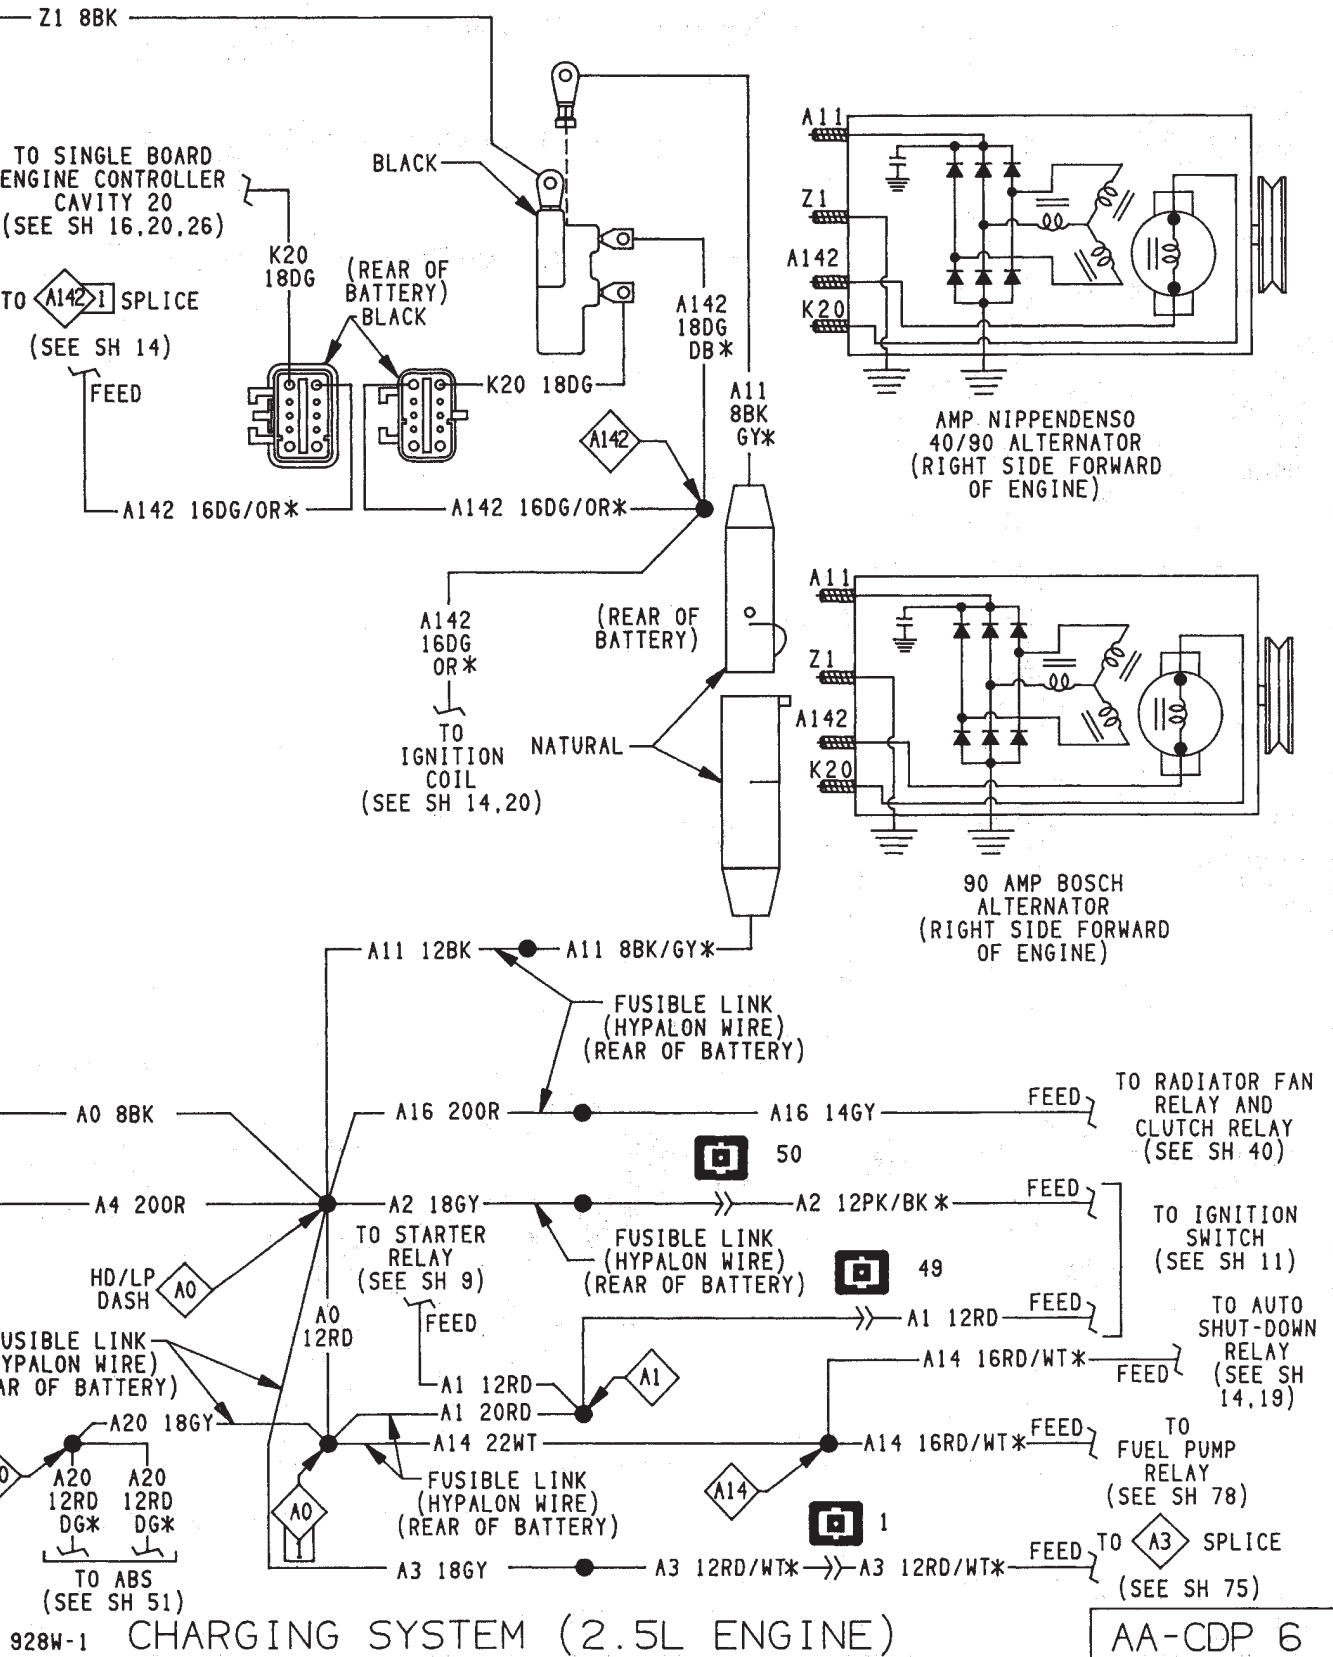 Z1 8BK
TO SINGLE BOARD
ENGINE CONTROLLER
CAVITY 20
(SEE SH 16,20,26)
BLACK
K20
18DG
(REAR OF
BATTERY)
BLACK
TO A142 1 SPLICE
(SEE SH 14)
FEED
A142
18DG
DB*
K20 18DG
A11
8BK
GY*
A142
A142 16DG/OR*
A142 16DG/OR*
A11
Z1
A142
K20
AMP NIPPENDENSO
40/90 ALTERNATOR
(RIGHT SIDE FORWARD
OF ENGINE)
A142
16DG
OR*
TO
IGNITION
COIL
(SEE SH 14,20)
(REAR OF
BATTERY)
NATURAL
A11
Z1
A142
K20
90 AMP BOSCH
ALTERNATOR
(RIGHT SIDE FORWARD
OF ENGINE)
A11 12BK
A11 8BK/GY*
FUSIBLE LINK
(HYPALON WIRE)
(REAR OF BATTERY)
A0 8BK
A16 200R
A16 14GY
FEED
TO RADIATOR FAN
RELAY AND
CLUTCH RELAY
(SEE SH 40)
50
A4 200R
A2 18GY
A2 12PK/BK*
FEED
TO STARTER
RELAY
(SEE SH 9)
FEED
FUSIBLE LINK
(HYPALON WIRE)
(REAR OF BATTERY)
TO IGNITION
SWITCH
(SEE SH 11)
49
HD/LP
DASH
A0
A0
12RD
A1 12RD
FEED
TO AUTO
SHUT-DOWN
RELAY
(SEE SH
14,19)
USIBLE LINK
YPALON WIRE)
AR OF BATTERY)
A14 16RD/WT*
FEED
A1 12RD
A1 20RD
A1
A20 18GY
A14 22WT
A14 16RD/WT*
FEED
TO
FUEL PUMP
RELAY
(SEE SH 78)
0
A20
12RD
DG*
A20
12RD
DG*
TO ABS
(SEE SH 51)
A0
1
FUSIBLE LINK
(HYPALON WIRE)
(REAR OF BATTERY)
A14
1
A3 18GY
A3 12RD/WT*
A3 12RD/WT*
FEED
TO A3 SPLICE
(SEE SH 75)
928W-1
CHARGING SYSTEM (2.5L ENGINE)
AA-CDP 6